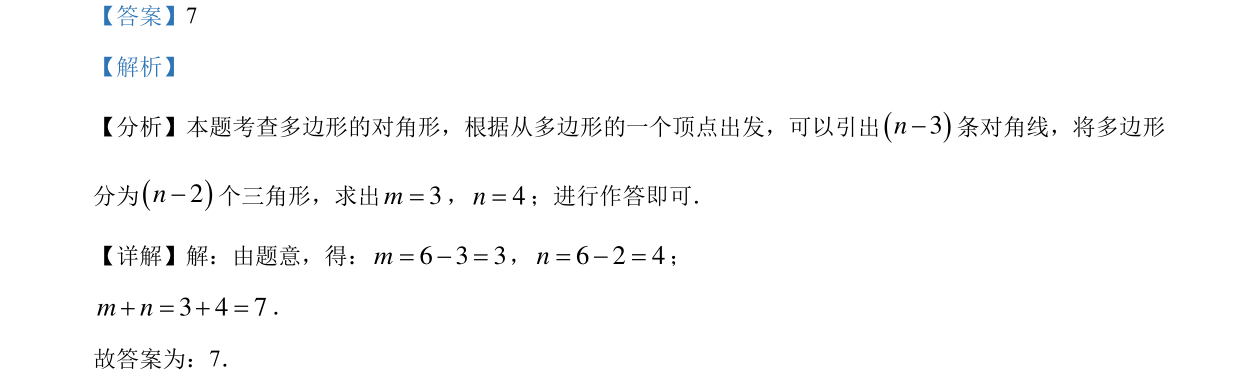 【答案】7
【解析】
【分析】本题考查多边形的对角形，根据从多边形的一个顶点出发，可以引出(n−3)条对角线，将多边形
分为(n−2)个三角形，求出m=3，n=4；进行作答即可．
【详解】解：由题意，得：m=6−3=3，n=6−2=4；
m+n=3+4=7．
故答案为：7．